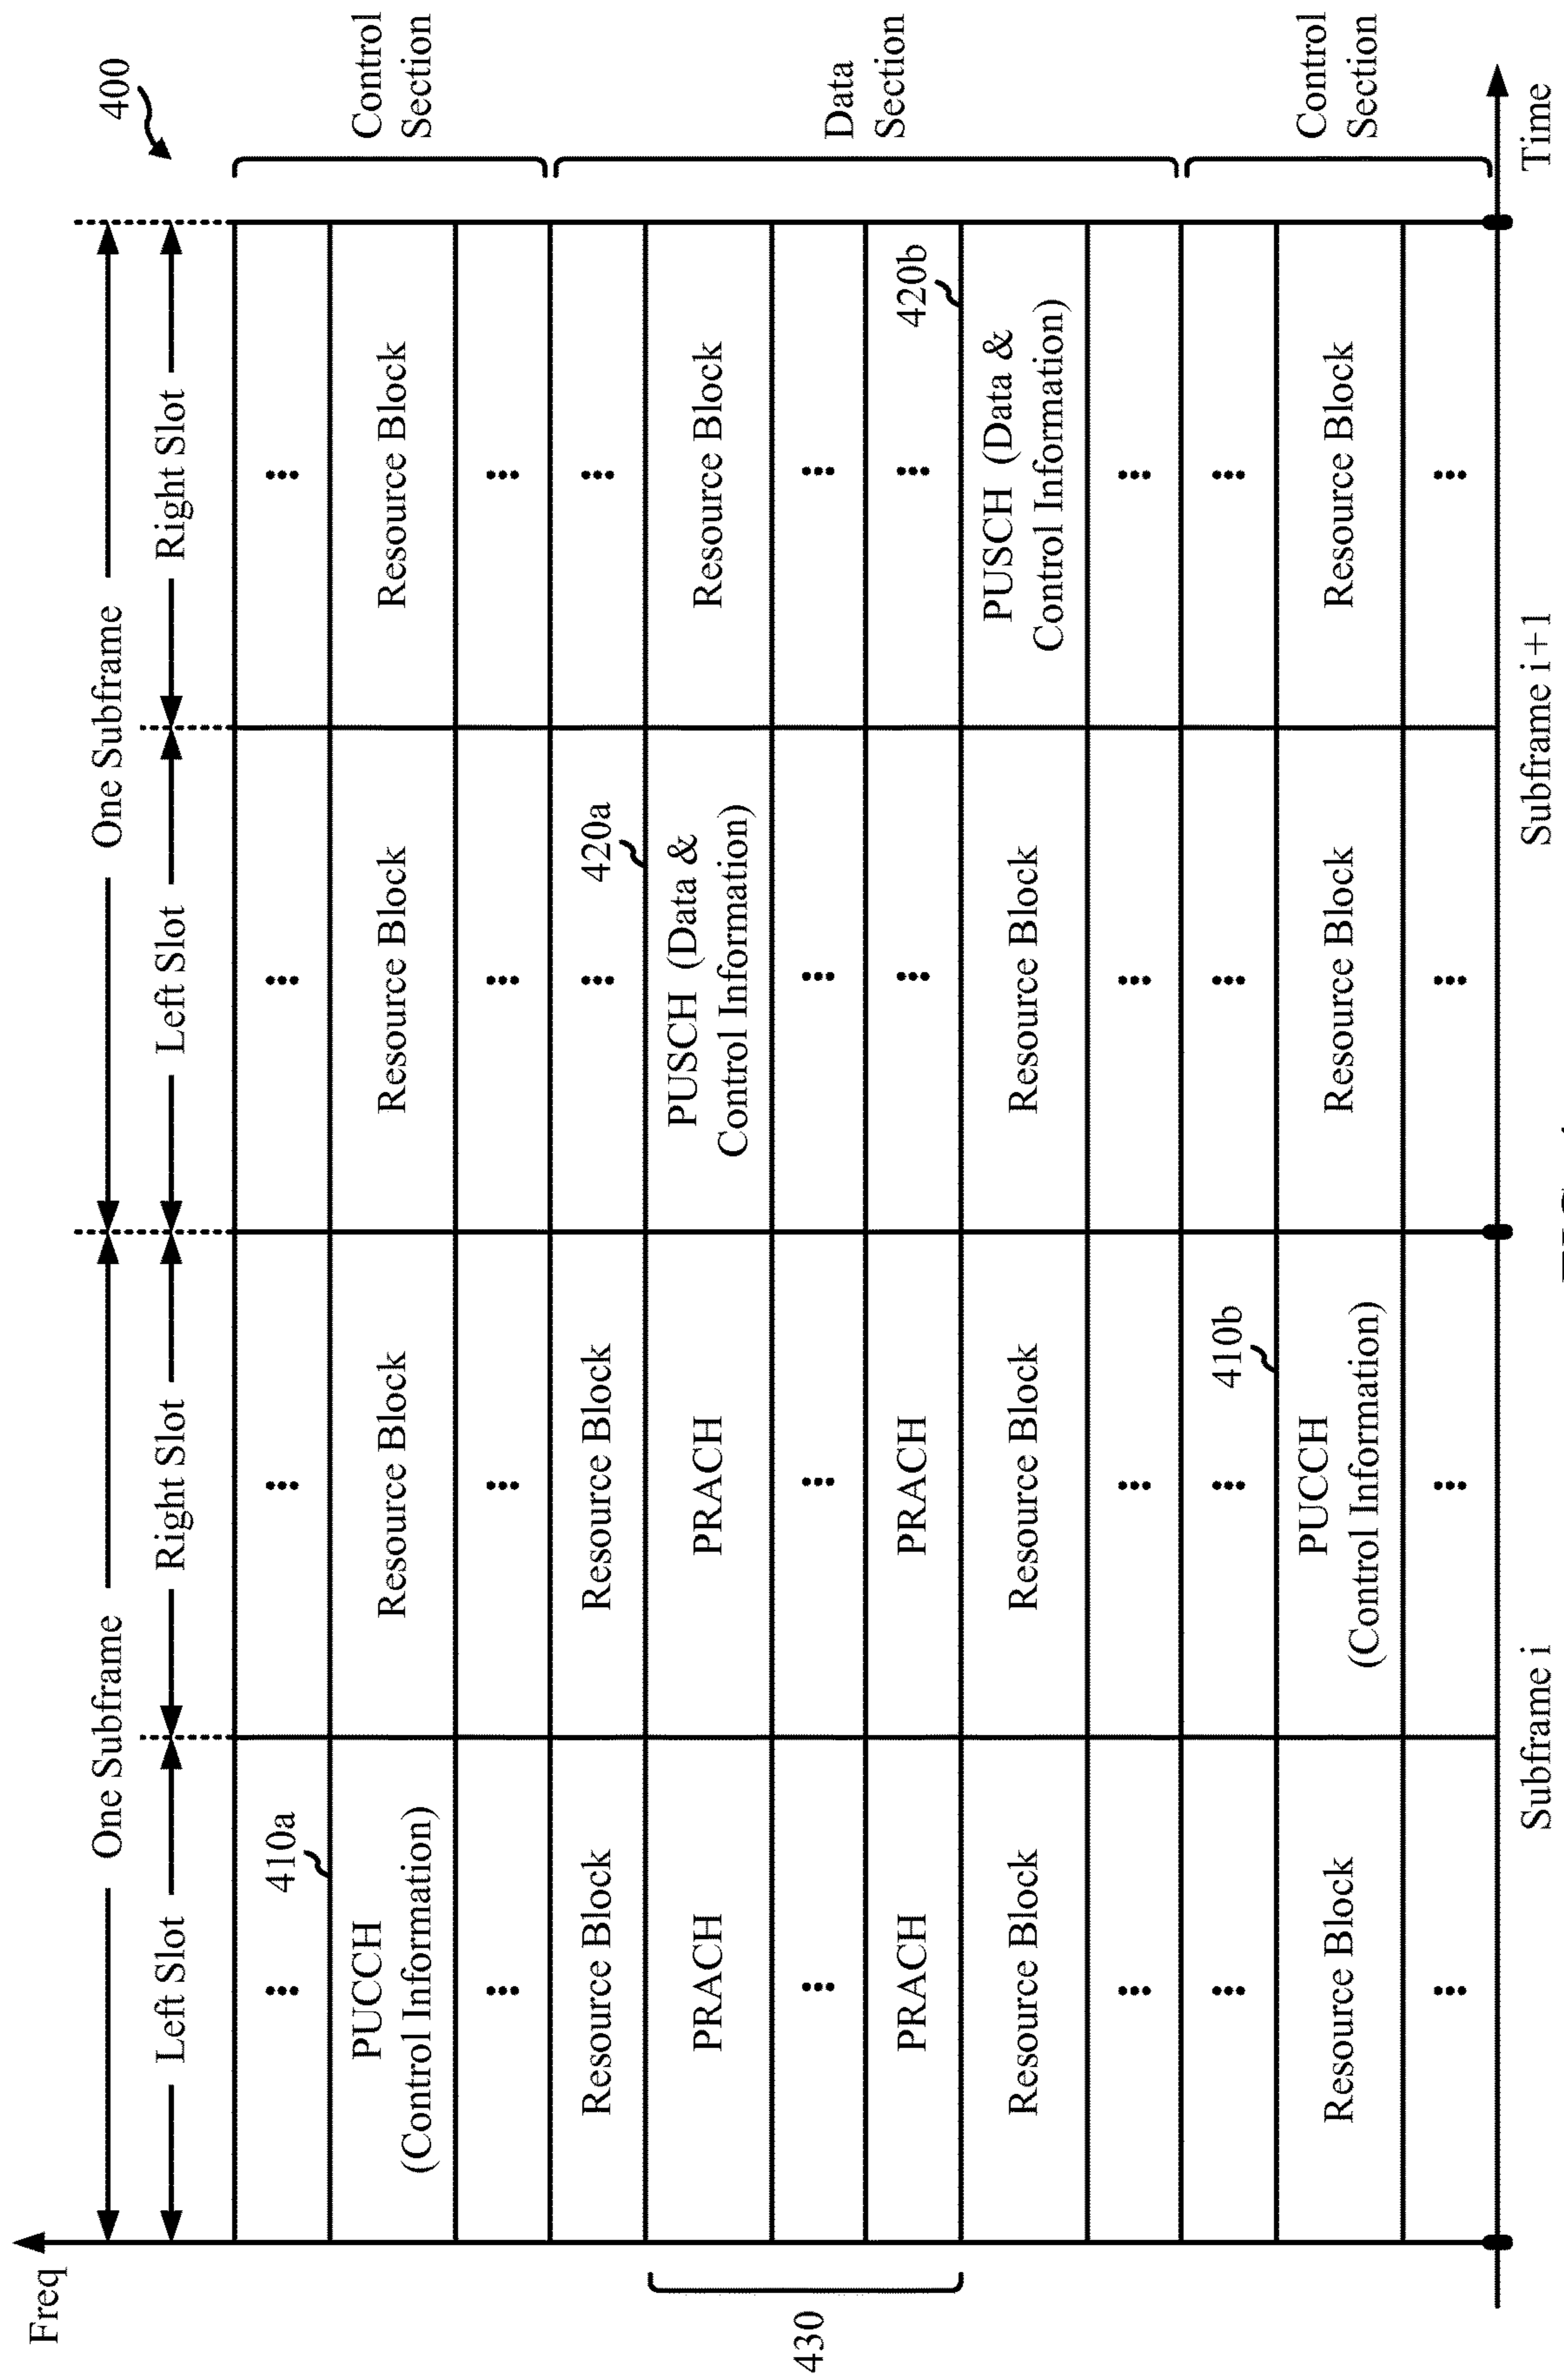 400
Freq
One Subframe
One Subframe
Left Slot
Right Slot
Left Slot
Right Slot
410a
PUCCH
(Control Information)
Resource Block
Resource Block
Resource Block
Control
Section
Resource Block
Resource Block
420a
PRACH
PRACH
PUSCH (Data &
Control Information)
Resource Block
430
Data
Section
PRACH
PRACH
420b
Resource Block
Resource Block
Resource Block
PUSCH (Data &
Control Information)
410b
Resource Block
PUCCH
(Control Information)
Resource Block
Resource Block
Control
Section
Subframe i
Subframe i+1
Time